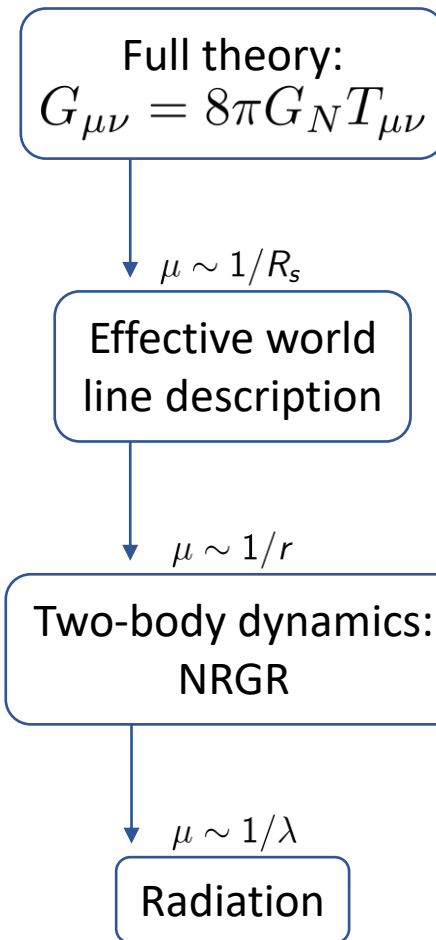 Full theory:
$G_{\mu\nu} = 8\pi G_N T_{\mu\nu}$
$\mu \sim 1/R_s$
Effective world
line description
$\mu \sim 1/r$
Two-body dynamics:
NRGR
$\mu \sim 1/\lambda$
Radiation